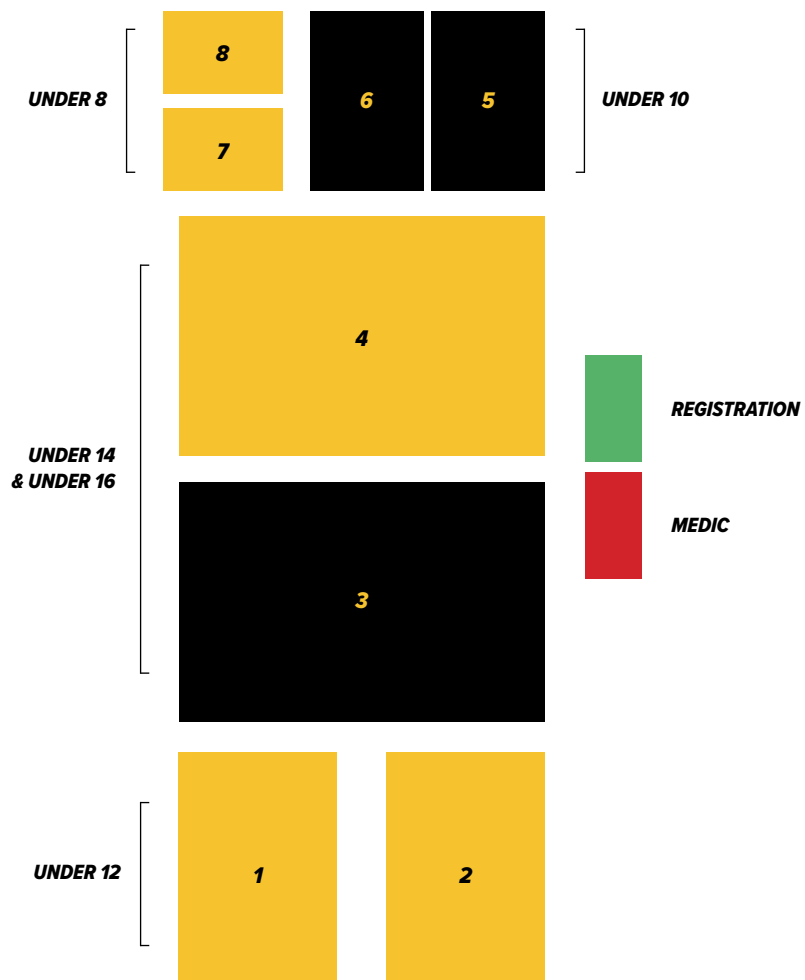 8
6
5
UNDER 8
UNDER 10
7
4
REGISTRATION
UNDER 14
& UNDER 16
MEDIC
3
UNDER 12
1
2